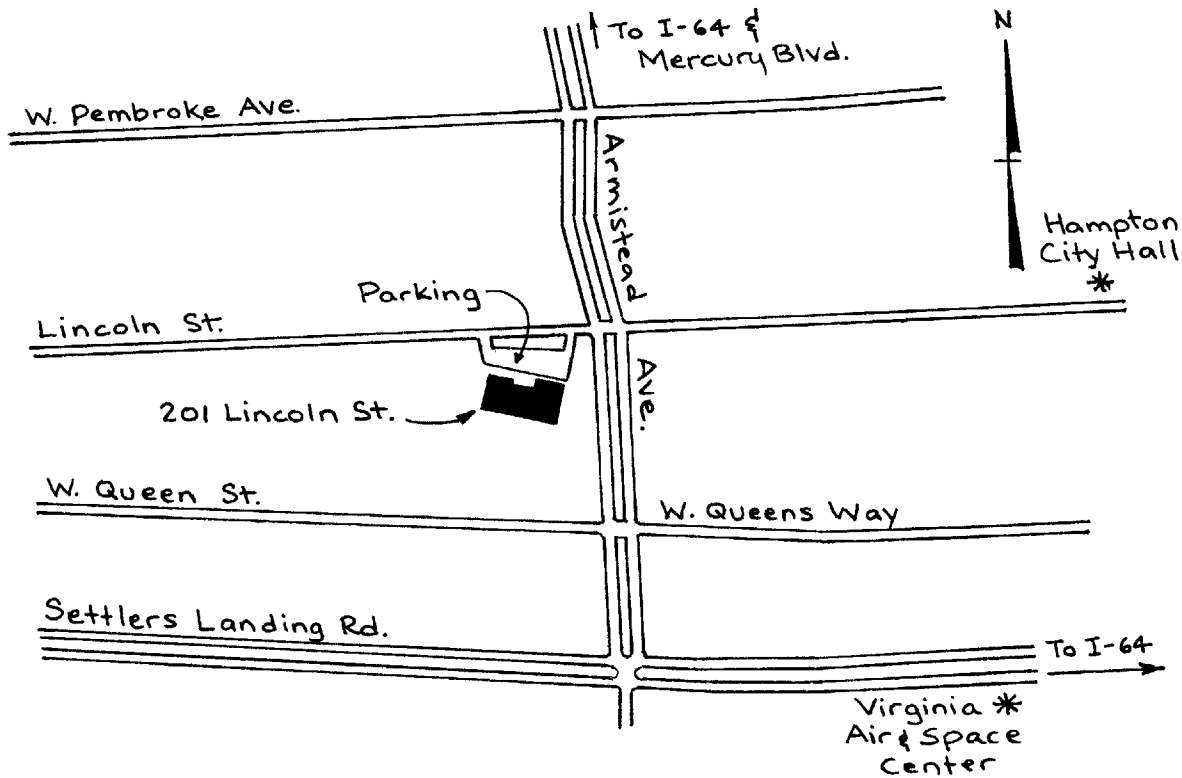 To I-64 &
Mercury Blvd.
N
W. Pembroke Ave.
Armistead
Hampton
City Hall
Parking
Lincoln St.
Ave.
201 Lincoln St.
W. Queen St.
W. Queens Way
Settlers Landing Rd.
To I-64
Virginia
Air & Space
Center